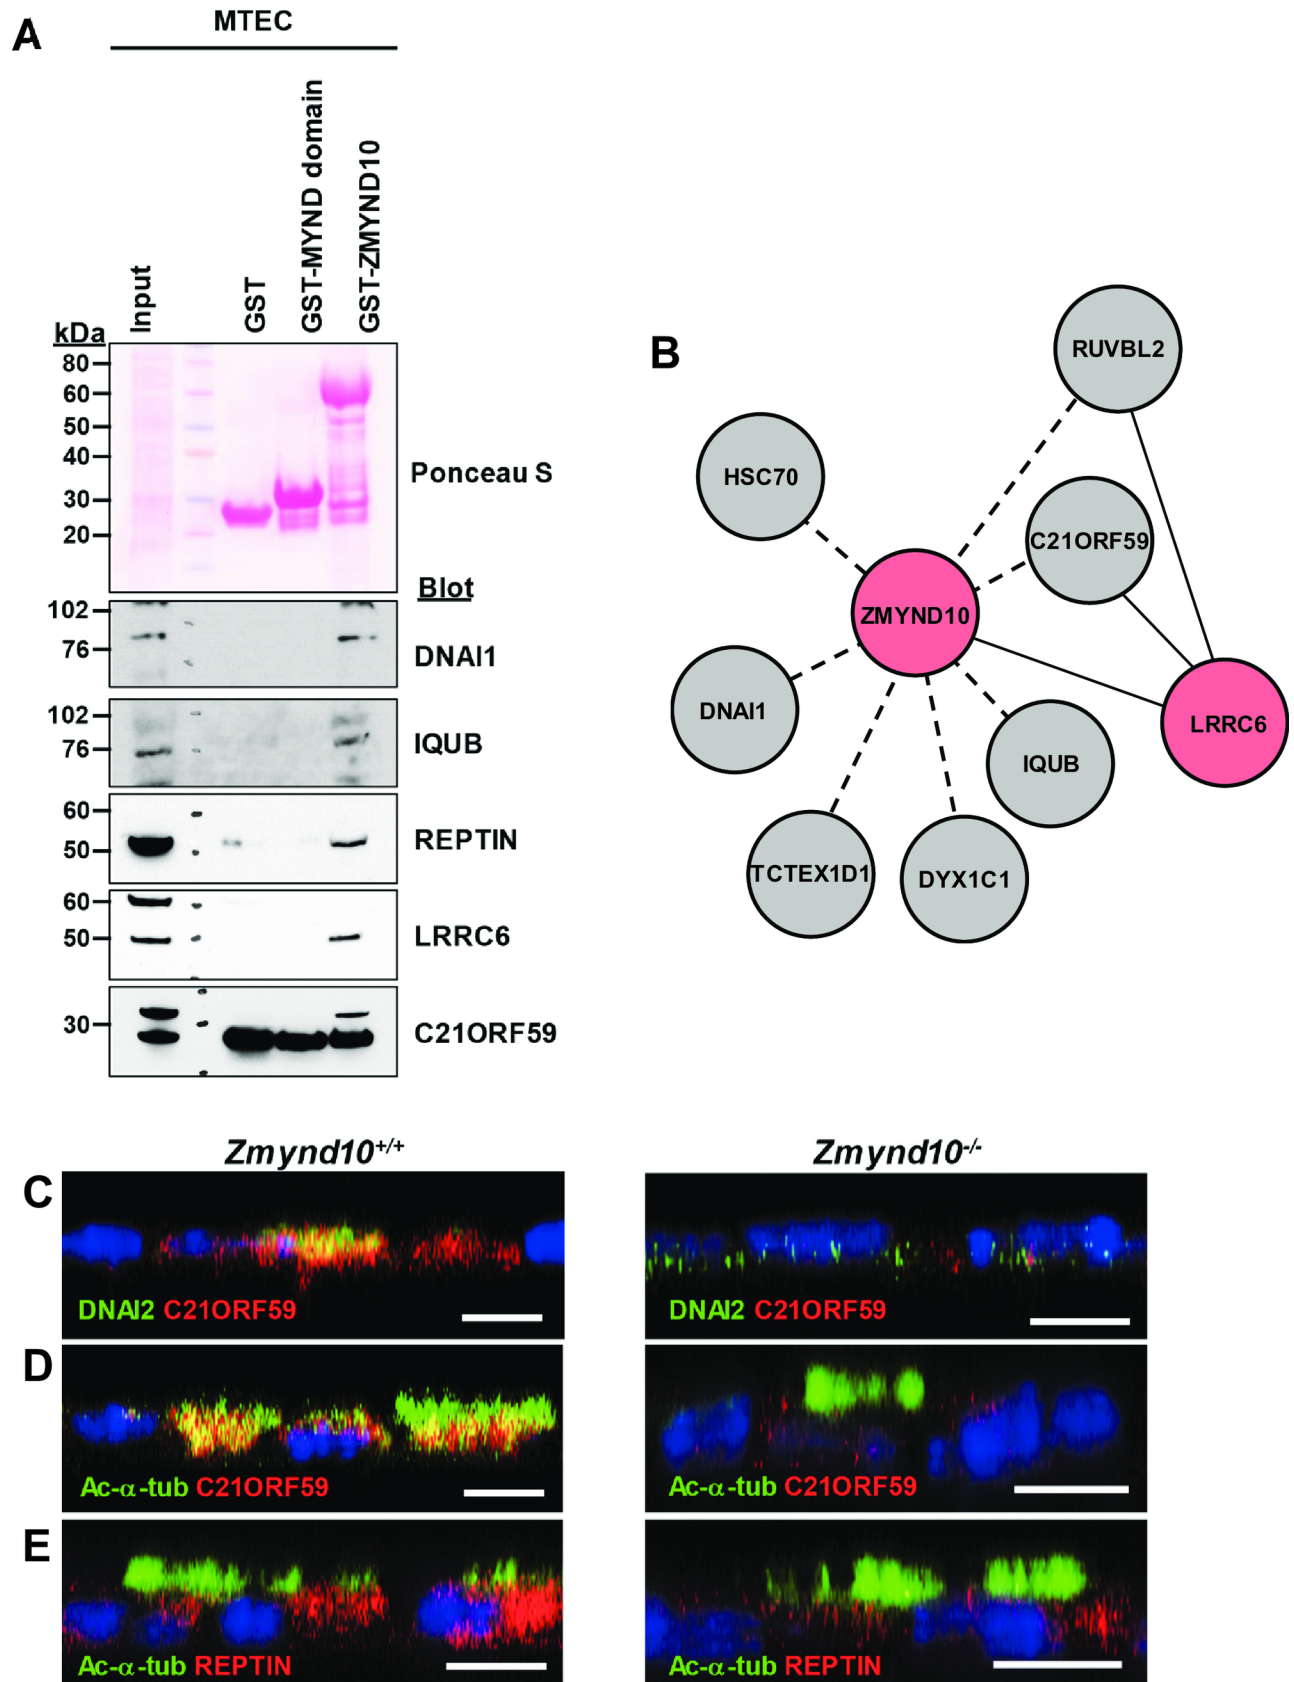 A
MTEC
Input
GST
GST-MYND domain
GST-ZMYND10
kDa
80
60
50
40
30
20
Ponceau S
Blot
102
76
DNAI1
102
76
IQUB
60
50
REPTIN
60
50
LRRC6
30
C21ORF59
B
RUVBL2
HSC70
C21ORF59
ZMYND10
DNAI1
LRRC6
IQUB
TCTEX1D1
DYX1C1
Zmynd10+/+
Zmynd10-/-
C
DNAI2 C21ORF59
DNAI2 C21ORF59
D
Ac-α-tub C21ORF59
Ac-α-tub C21ORF59
E
Ac-α-tub REPTIN
Ac-α-tub REPTIN